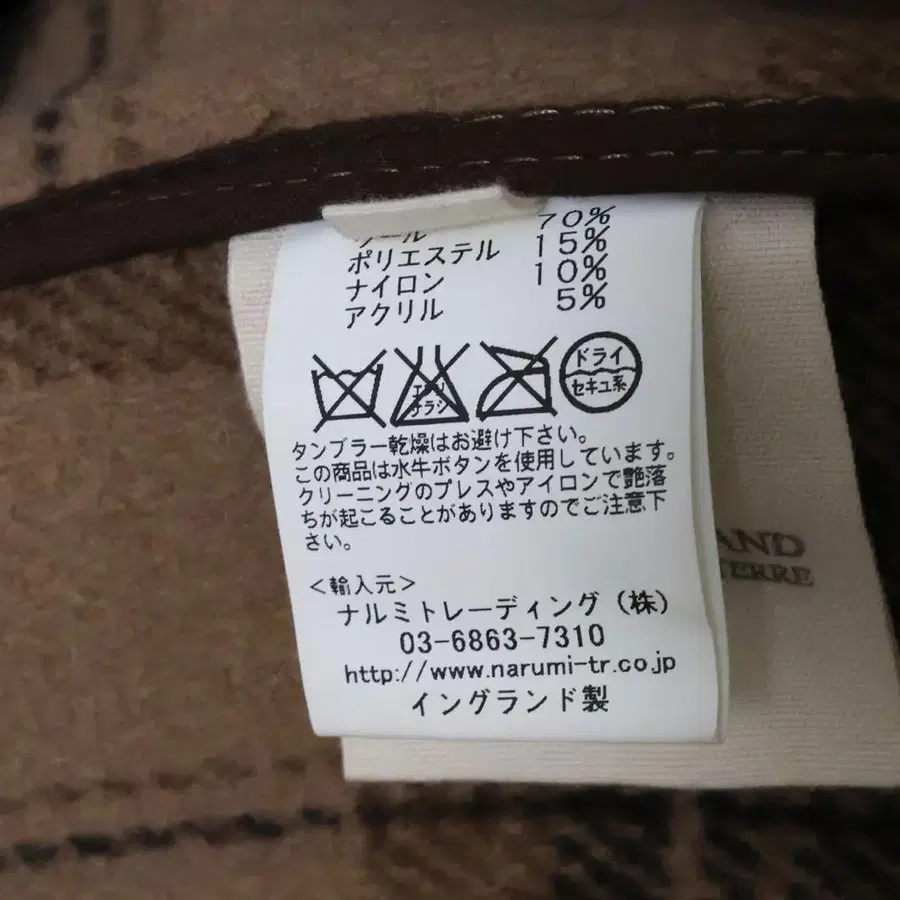 70%
ポリエステル 15%
ナイロン 10%
アクリル 5%
ドライ
セキユ系
タンブラー乾燥はお避け下さい。
この商品は水牛ボタンを使用しています。
クリーニングのプレスやアイロンで艶落
ちが起こることがありますのでご注意下
さい。
<輸入元>
ナルミトレーディング(株)
03-6863-7310
http://www.narumi-tr.co.jp
イングランド製
AND
TERRE